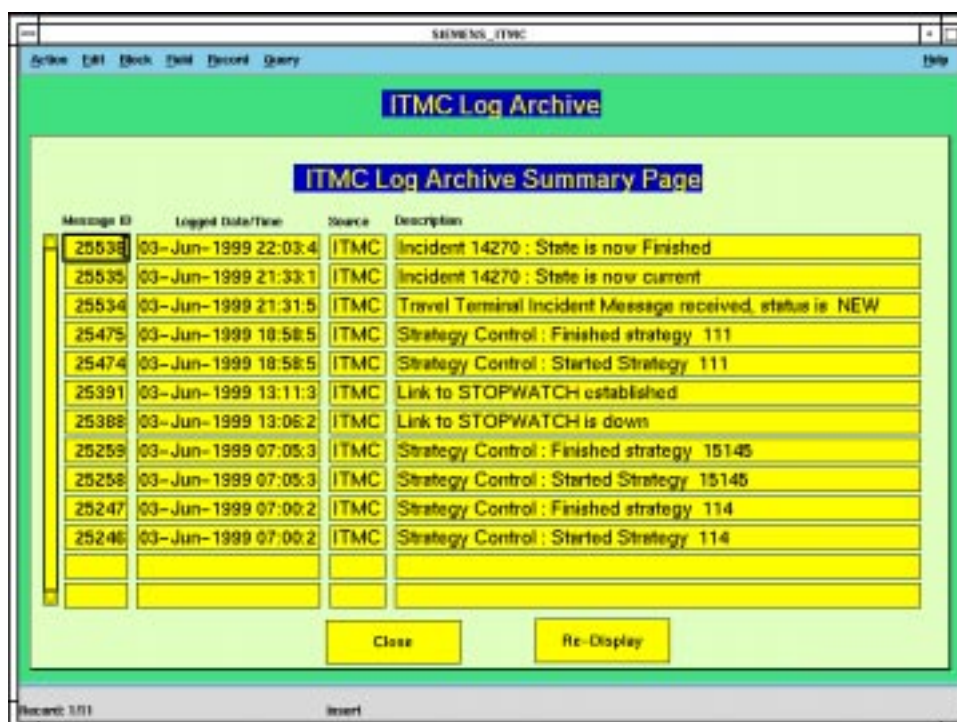 SIEMENS_ITMC
Action Edit Block Field Record Query Help
ITMC Log Archive
ITMC Log Archive Summary Page
Message ID Logged Date/Time Source Description
25538 03-Jun-1999 22:03:4 ITMC Incident 14270 : State is now Finished
25535 03-Jun-1999 21:33:1 ITMC Incident 14270 : State is now current
25534 03-Jun-1999 21:31:5 ITMC Travel Terminal Incident Message received, status is NEW
25475 03-Jun-1999 18:58:5 ITMC Strategy Control : Finished strategy 111
25474 03-Jun-1999 18:58:5 ITMC Strategy Control : Started Strategy 111
25391 03-Jun-1999 13:11:3 ITMC Link to STOPWATCH established
25388 03-Jun-1999 13:06:2 ITMC Link to STOPWATCH is down
25259 03-Jun-1999 07:05:3 ITMC Strategy Control : Finished strategy 15145
25258 03-Jun-1999 07:05:3 ITMC Strategy Control : Started Strategy 15145
25247 03-Jun-1999 07:00:2 ITMC Strategy Control : Finished strategy 114
25246 03-Jun-1999 07:00:2 ITMC Strategy Control : Started Strategy 114
Close Re-Display
Record: 1/11 Insert